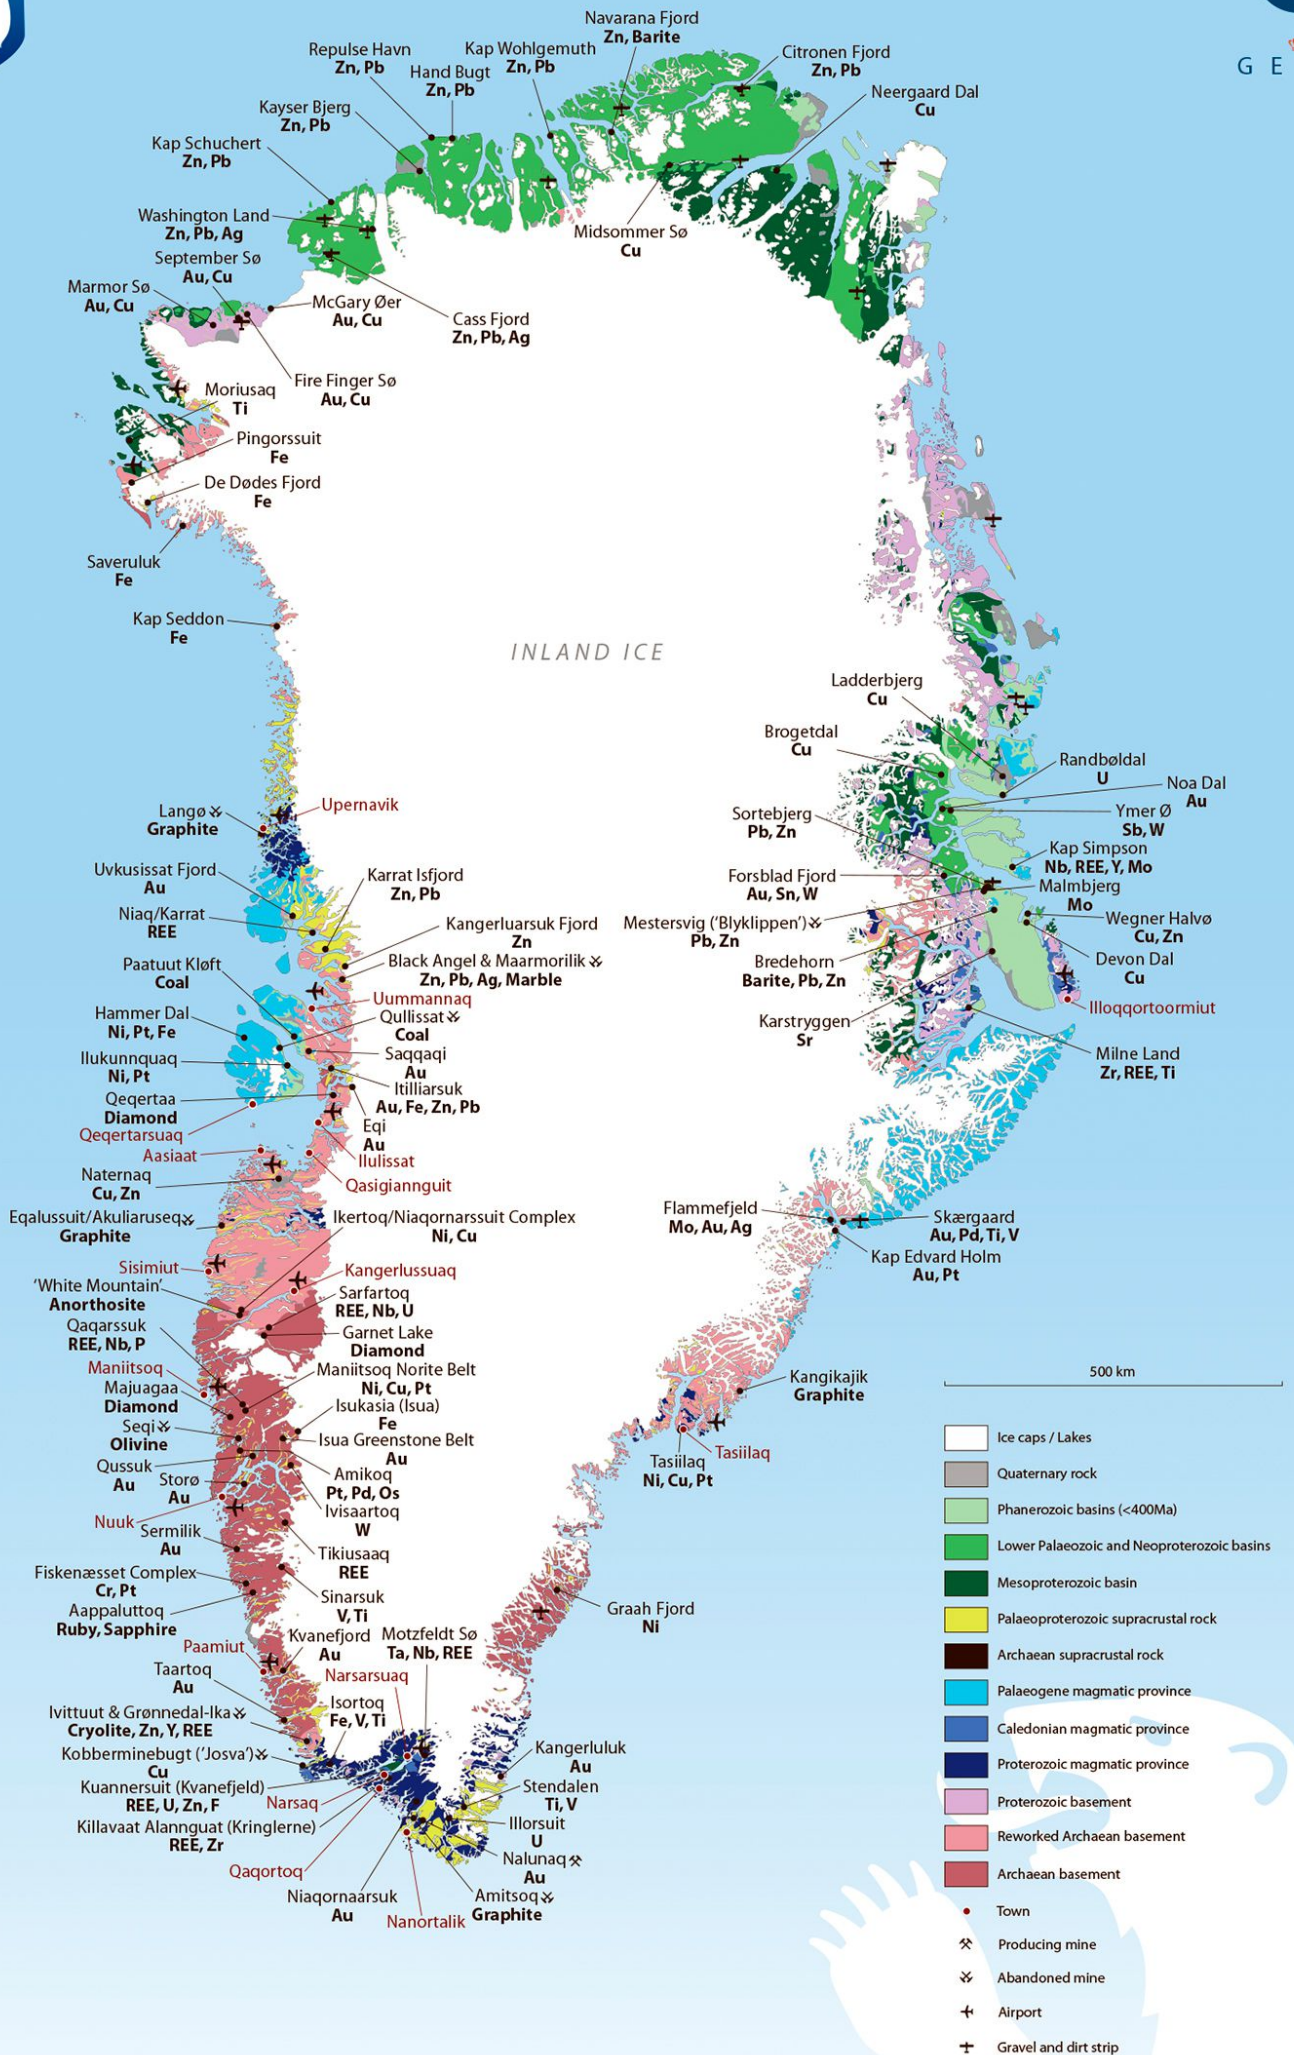 G E
Navarana Fjord
Zn, Barite
Repulse Havn
Zn, Pb
Kap Wohlgemuth
Zn, Pb
Citronen Fjord
Zn, Pb
Hand Bugt
Zn, Pb
Neergaard Dal
Cu
Kayser Bjerg
Zn, Pb
Kap Schuchert
Zn, Pb
Washington Land
Zn, Pb, Ag
Midsommer Sø
Cu
September Sø
Au, Cu
Marmor Sø
Au, Cu
McGary Øer
Au, Cu
Cass Fjord
Zn, Pb, Ag
Fire Finger Sø
Au, Cu
Moriusaq
Ti
Pingorssuit
Fe
De Dødes Fjord
Fe
Saveruluk
Fe
Kap Seddon
Fe
INLAND ICE
Ladderbjerg
Cu
Brogetdal
Cu
Randbøldal
U
Noa Dal
Au
Ymer Ø
Sb, W
Sortebjerg
Pb, Zn
Kap Simpson
Nb, REE, Y, Mo
Forsblad Fjord
Au, Sn, W
Malmbjerg
Mo
Mestersvig ('Blyklippen')
Pb, Zn
Wegner Halvø
Cu, Zn
Bredehorn
Barite, Pb, Zn
Devon Dal
Cu
Illoqqortoormiut
Karstryggen
Sr
Milne Land
Zr, REE, Ti
Langø
Graphite
Upernavik
Uvkusissat Fjord
Au
Karrat Isfjord
Zn, Pb
Niaq/Karrat
REE
Kangerluarsuk Fjord
Zn
Black Angel & Maarmorilik
Zn, Pb, Ag, Marble
Paatuut Kløft
Coal
Uummannaq
Qullissat
Coal
Hammer Dal
Ni, Pt, Fe
Saqqaqi
Au
Ilukunnquaq
Ni, Pt
Itilliarsuk
Au, Fe, Zn, Pb
Qeqertaa
Diamond
Eqi
Au
Qeqertarsuaq
Aasiaat
Ilulissat
Naternaq
Cu, Zn
Qasigiannguit
Eqalussuit/Akuliaruseq
Graphite
Ikertoq/Niaqornarssuit Complex
Ni, Cu
Flammefjeld
Mo, Au, Ag
Skærgaard
Au, Pd, Ti, V
Kap Edvard Holm
Au, Pt
Sisimiut
Kangerlussuaq
'White Mountain'
Anorthosite
Sarfartoq
REE, Nb, U
Qaqarssuk
REE, Nb, P
Garnet Lake
Diamond
Maniitsoq
Maniitsoq Norite Belt
Ni, Cu, Pt
Majuagaa
Diamond
Isukasia (Isua)
Fe
Kangikajik
Graphite
Seqi
Olivine
Isua Greenstone Belt
Au
Tasiilaq
Ni, Cu, Pt
Tasiilaq
Qussuk
Au
Amikoq
Pt, Pd, Os
Storø
Au
Ivisaartoq
W
Nuuk
Sermilik
Au
Tikiusaaq
REE
Fiskenæsset Complex
Cr, Pt
Sinarsuk
V, Ti
Aappaluttoq
Ruby, Sapphire
Graah Fjord
Ni
Paamiut
Kvanefjord
Au
Motzfeldt Sø
Ta, Nb, REE
Taartoq
Au
Narsarsuaq
Isortoq
Fe, V, Ti
Ivittuut & Grønnedal-Ika
Cryolite, Zn, Y, REE
Kobberminebugt ('Josva')
Cu
Kangerluluk
Au
Kuannersuit (Kvanefjeld)
REE, U, Zn, F
Narsaq
Stendalen
Ti, V
Killavaat Alannguat (Kringlerne)
REE, Zr
Illorsuit
U
Qaqortoq
Nalunaq
Au
Niaqornaarsuk
Au
Amitsoq
Graphite
Nanortalik
500 km
Ice caps / Lakes
Quaternary rock
Phanerozoic basins (<400Ma)
Lower Palaeozoic and Neoproterozoic basins
Mesoproterozoic basin
Palaeoproterozoic supracrustal rock
Archaean supracrustal rock
Palaeogene magmatic province
Caledonian magmatic province
Proterozoic magmatic province
Proterozoic basement
Reworked Archaean basement
Archaean basement
Town
Producing mine
Abandoned mine
Airport
Gravel and dirt strip